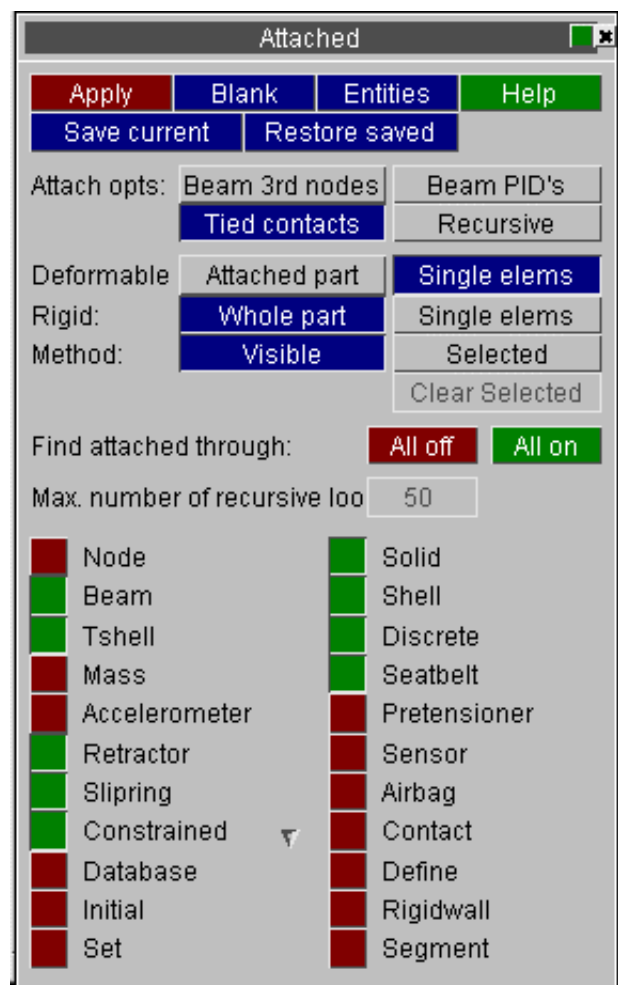 Attached
Apply Blank Entities Help
Save current Restore saved
Attach opts: Beam 3rd nodes Beam PID's
Tied contacts Recursive
Deformable Attached part Single elems
Rigid: Whole part Single elems
Method: Visible Selected
Clear Selected
Find attached through: All off All on
Max. number of recursive loo 50
Node Solid
Beam Shell
Tshell Discrete
Mass Seatbelt
Accelerometer Pretensioner
Retractor Sensor
Slipring Airbag
Constrained Contact
Database Define
Initial Rigidwall
Set Segment